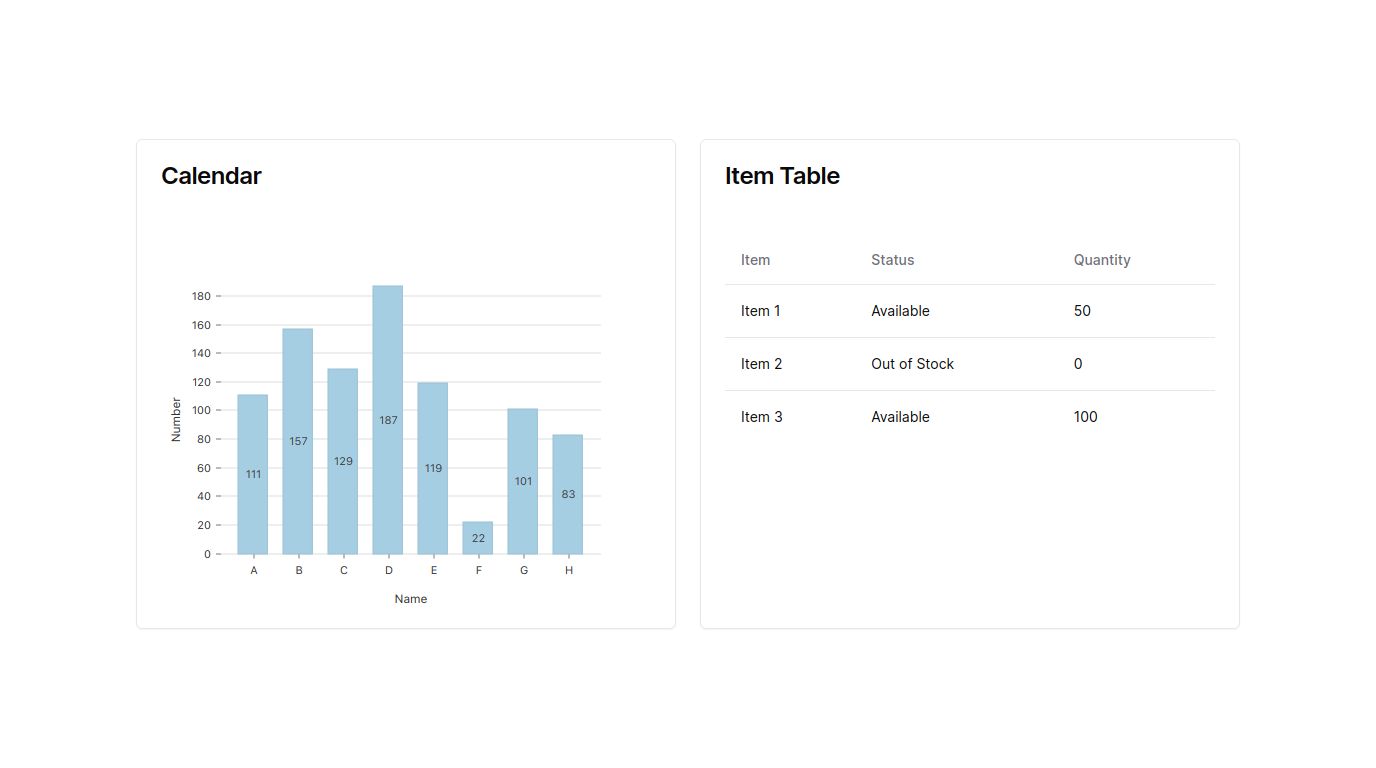 Calendar
180
160
140
120
100
80
60
40
20
0
Number
111
157
129
187
119
22
101
83
A B C D E F G H
Name
Item Table
Item Status Quantity
Item 1 Available 50
Item 2 Out of Stock 0
Item 3 Available 100